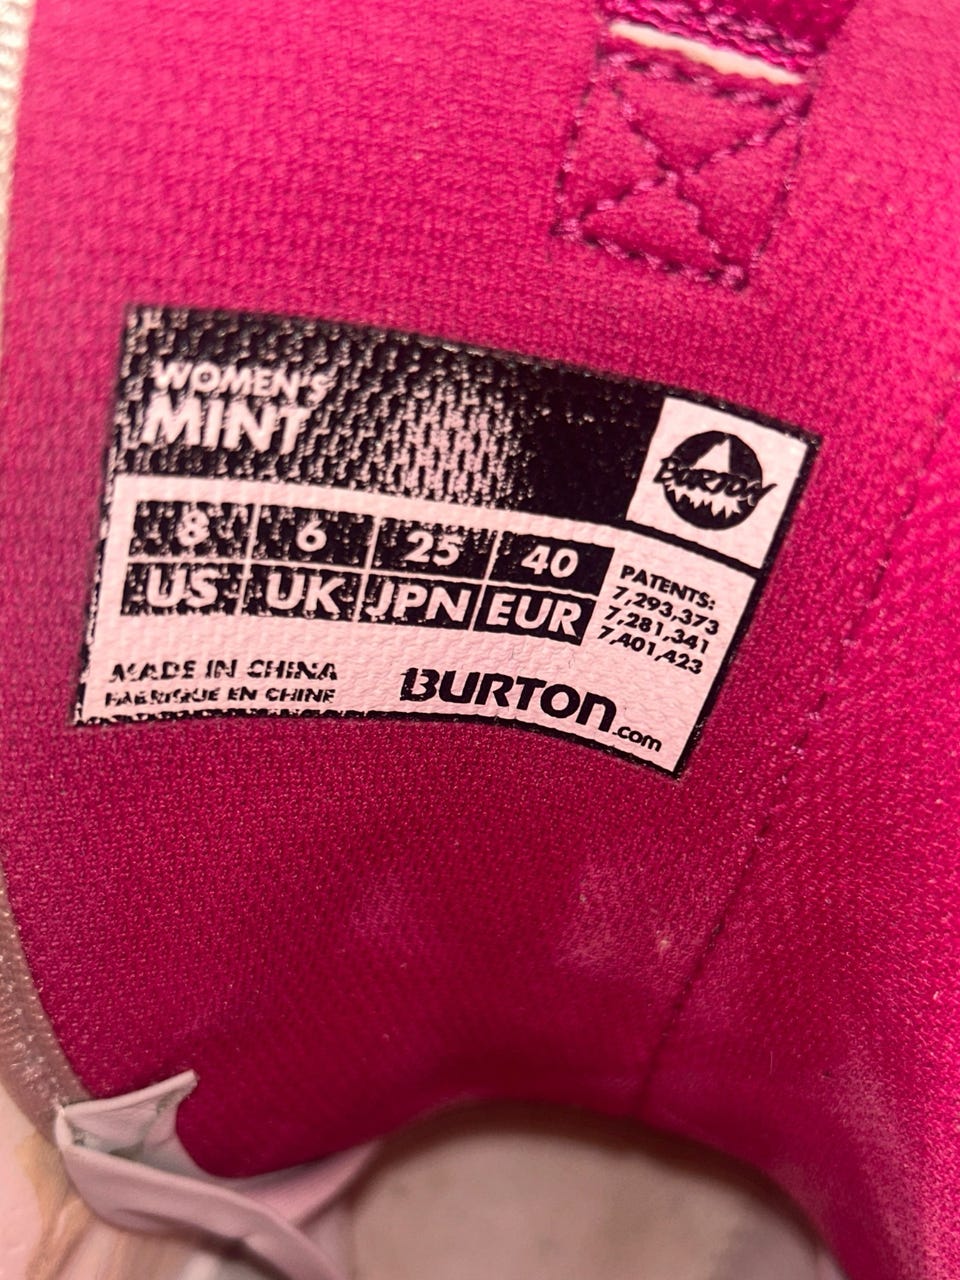 WOMEN'S
MINT
BURTON
8 6 25 40
US UK JPN EUR
PATENTS:
7,293,373
7,281,341
7,401,423
MADE IN CHINA
FABRIQUE EN CHINE
BURTON.com